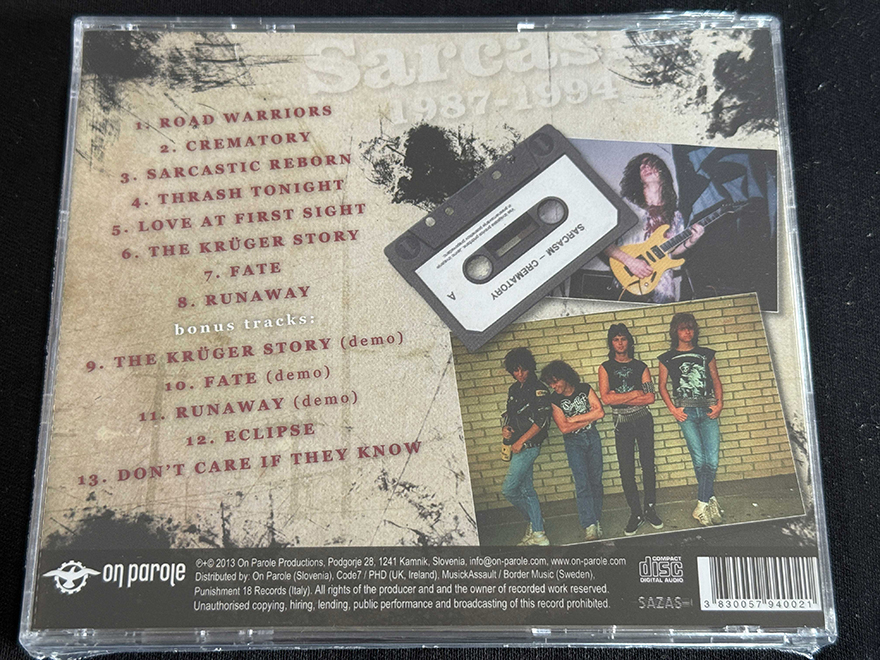 Sarcasm
1987-1994
1. ROAD WARRIORS
2. CREMATORY
3. SARCASTIC REBORN
4. THRASH TONIGHT
5. LOVE AT FIRST SIGHT
6. THE KRÜGER STORY
7. FATE
8. RUNAWAY
bonus tracks:
9. THE KRÜGER STORY (demo)
10. FATE (demo)
11. RUNAWAY (demo)
12. ECLIPSE
13. DON'T CARE IF THEY KNOW
SARCASM – CREMATORY
A
on parole
℗+© 2013 On Parole Productions, Podgorje 28, 1241 Kamnik, Slovenia, info@on-parole.com, www.on-parole.com
Distributed by: On Parole (Slovenia), Code7 / PHD (UK, Ireland), MusickAssault / Border Music (Sweden),
Punishment 18 Records (Italy). All rights of the producer and and the owner of recorded work reserved.
Unauthorised copying, hiring, lending, public performance and broadcasting of this record prohibited.
COMPACT
disc
DIGITAL AUDIO
SAZAS
3 830057 940021